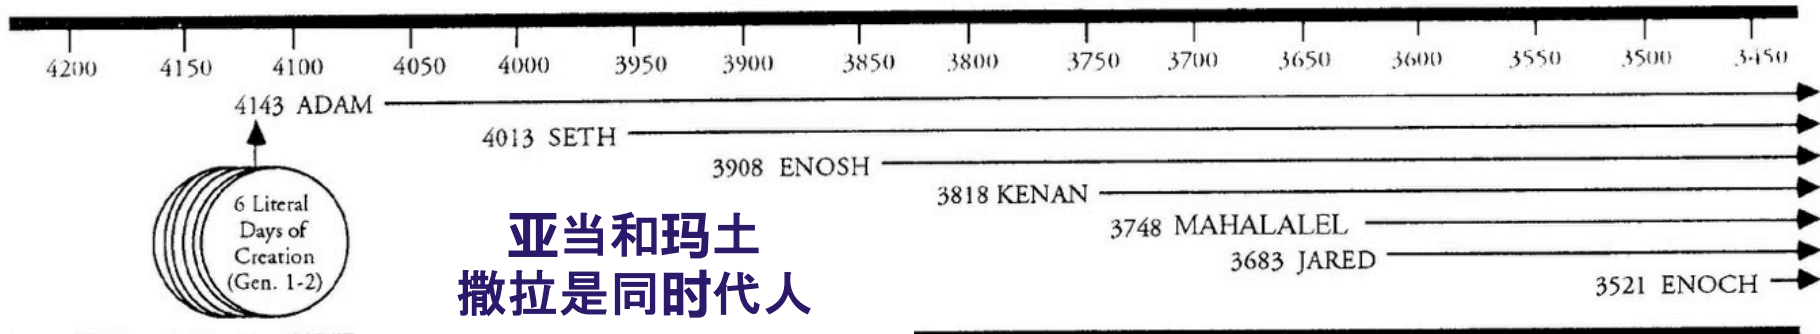 4200 4150 4100 4050 4000 3950 3900 3850 3800 3750 3700 3650 3600 3550 3500 3450
4143 ADAM
4013 SETH
3908 ENOSH
3818 KENAN
3748 MAHALALEL
3683 JARED
3521 ENOCH
6 Literal
Days of
Creation
(Gen. 1-2)
亚当和玛土
撒拉是同时代人